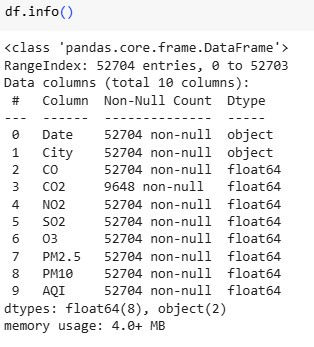 df.info()
<class 'pandas.core.frame.DataFrame'>
RangeIndex: 52704 entries, 0 to 52703
Data columns (total 10 columns):
 #   Column  Non-Null Count  Dtype
---  ------  --------------  -----
 0   Date    52704 non-null  object
 1   City    52704 non-null  object
 2   CO      52704 non-null  float64
 3   CO2     9648 non-null   float64
 4   NO2     52704 non-null  float64
 5   SO2     52704 non-null  float64
 6   O3      52704 non-null  float64
 7   PM2.5   52704 non-null  float64
 8   PM10    52704 non-null  float64
 9   AQI     52704 non-null  float64
dtypes: float64(8), object(2)
memory usage: 4.0+ MB